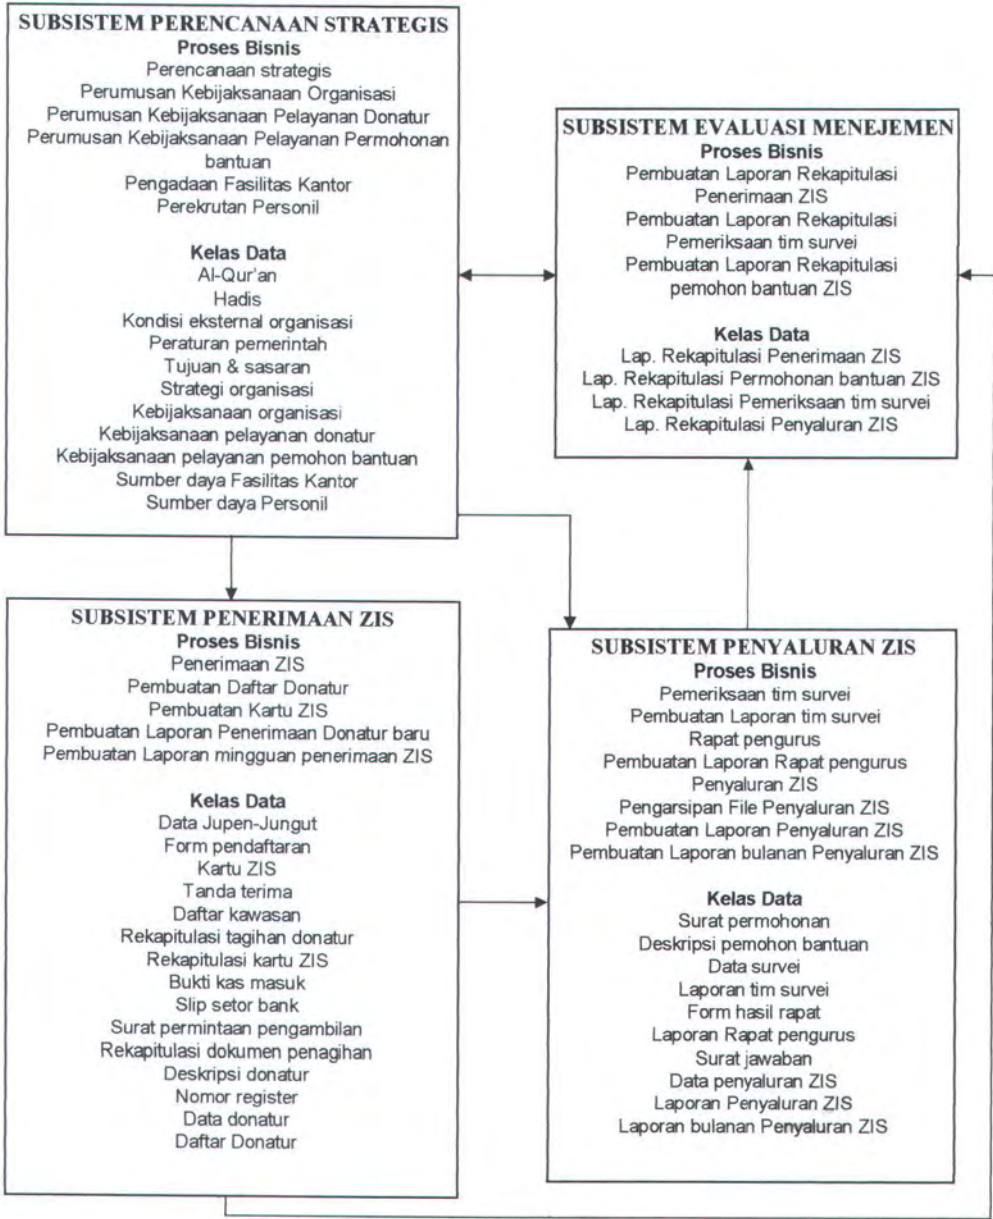 SUBSISTEM PERENCANAAN STRATEGIS
Proses Bisnis
Perencanaan strategis
Perumusan Kebijaksanaan Organisasi
Perumusan Kebijaksanaan Pelayanan Donatur
Perumusan Kebijaksanaan Pelayanan Permohonan
bantuan
Pengadaan Fasilitas Kantor
Perekrutan Personil
Kelas Data
Al-Qur'an
Hadis
Kondisi eksternal organisasi
Peraturan pemerintah
Tujuan & sasaran
Strategi organisasi
Kebijaksanaan organisasi
Kebijaksanaan pelayanan donatur
Kebijaksanaan pelayanan pemohon bantuan
Sumber daya Fasilitas Kantor
Sumber daya Personil
SUBSISTEM EVALUASI MENEJEMEN
Proses Bisnis
Pembuatan Laporan Rekapitulasi
Penerimaan ZIS
Pembuatan Laporan Rekapitulasi
Pemeriksaan tim survei
Pembuatan Laporan Rekapitulasi
pemohon bantuan ZIS
Kelas Data
Lap. Rekapitulasi Penerimaan ZIS
Lap. Rekapitulasi Permohonan bantuan ZIS
Lap. Rekapitulasi Pemeriksaan tim survei
Lap. Rekapitulasi Penyaluran ZIS
SUBSISTEM PENERIMAAN ZIS
Proses Bisnis
Penerimaan ZIS
Pembuatan Daftar Donatur
Pembuatan Kartu ZIS
Pembuatan Laporan Penerimaan Donatur baru
Pembuatan Laporan mingguan penerimaan ZIS
Kelas Data
Data Jupen-Jungut
Form pendaftaran
Kartu ZIS
Tanda terima
Daftar kawasan
Rekapitulasi tagihan donatur
Rekapitulasi kartu ZIS
Bukti kas masuk
Slip setor bank
Surat permintaan pengambilan
Rekapitulasi dokumen penagihan
Deskripsi donatur
Nomor register
Data donatur
Daftar Donatur
SUBSISTEM PENYALURAN ZIS
Proses Bisnis
Pemeriksaan tim survei
Pembuatan Laporan tim survei
Rapat pengurus
Pembuatan Laporan Rapat pengurus
Penyaluran ZIS
Pengarsipan File Penyaluran ZIS
Pembuatan Laporan Penyaluran ZIS
Pembuatan Laporan bulanan Penyaluran ZIS
Kelas Data
Surat permohonan
Deskripsi pemohon bantuan
Data survei
Laporan tim survei
Form hasil rapat
Laporan Rapat pengurus
Surat jawaban
Data penyaluran ZIS
Laporan Penyaluran ZIS
Laporan bulanan Penyaluran ZIS